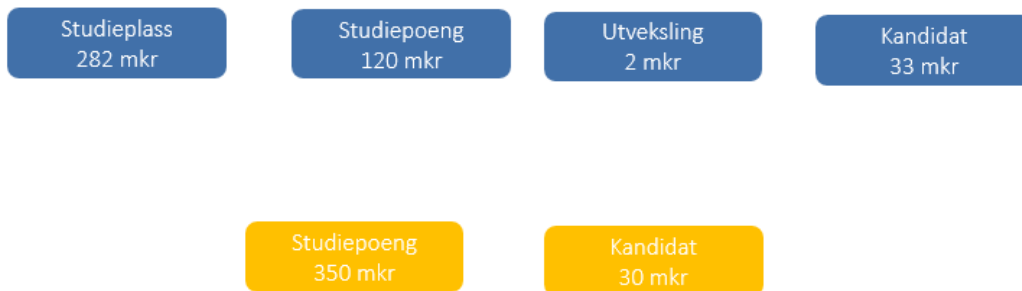 Studieplass
282 mkr
Studiepoeng
120 mkr
Utveksling
2 mkr
Kandidat
33 mkr
Studiepoeng
350 mkr
Kandidat
30 mkr